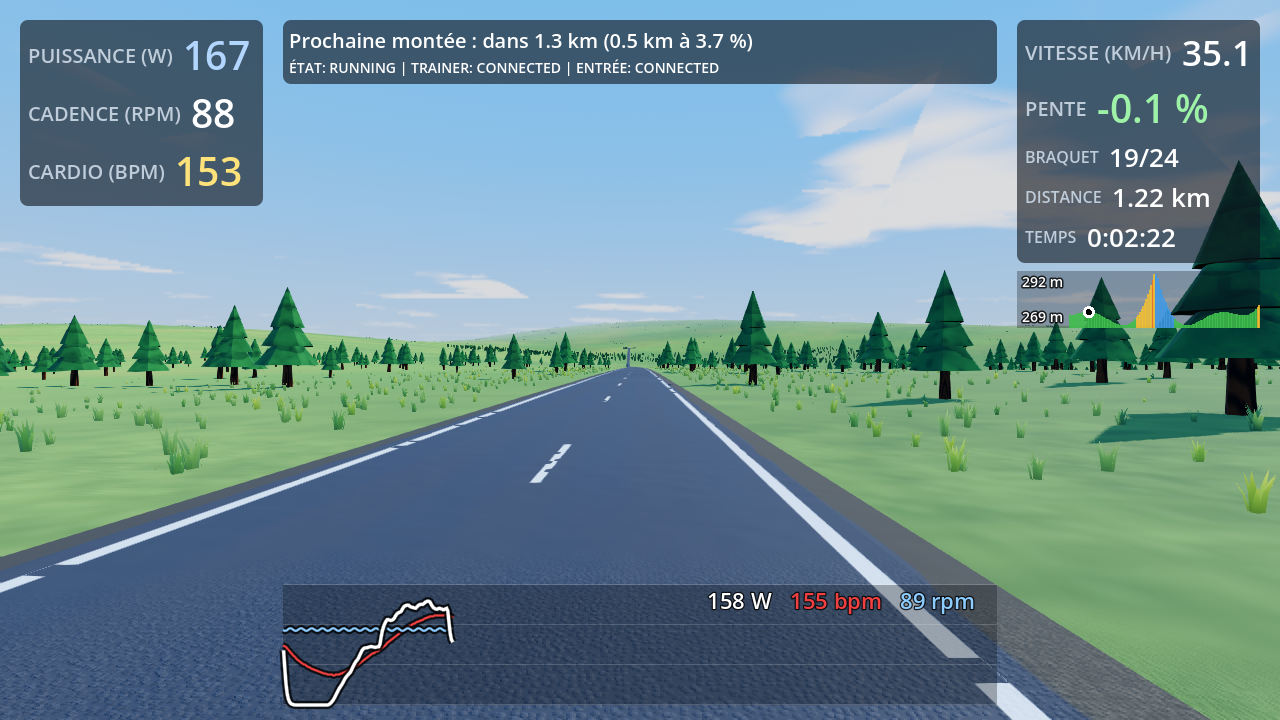 PUISSANCE (W) 167
CADENCE (RPM) 88
CARDIO (BPM) 153
Prochaine montée : dans 1.3 km (0.5 km à 3.7 %)
ÉTAT: RUNNING | TRAINER: CONNECTED | ENTRÉE: CONNECTED
VITESSE (KM/H) 35.1
PENTE -0.1 %
BRAQUET 19/24
DISTANCE 1.22 km
TEMPS 0:02:22
292 m
269 m
158 W 155 bpm 89 rpm